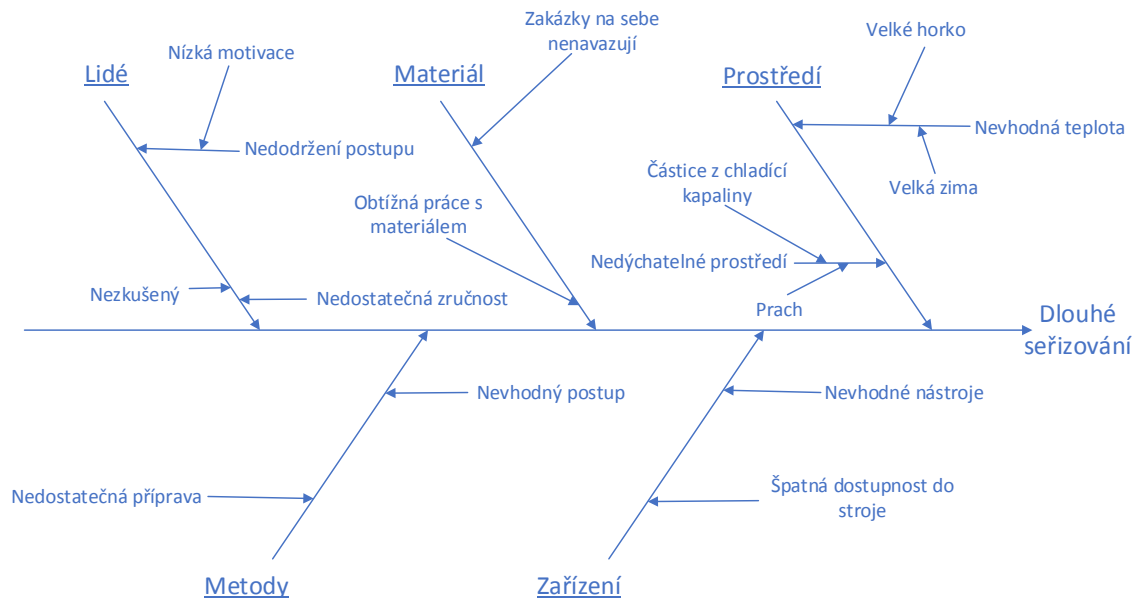 Zakázky na sebe
nenavazují
Velké horko
Nízká motivace
Lidé
Materiál
Prostředí
Nedodržení postupu
Nevhodná teplota
Částice z chladící
kapaliny
Velká zima
Obtížná práce s
materiálem
Nedýchatelné prostředí
Nezkušený
Nedostatečná zručnost
Prach
Dlouhé
seřizování
Nevhodný postup
Nevhodné nástroje
Nedostatečná příprava
Špatná dostupnost do
stroje
Metody
Zařízení